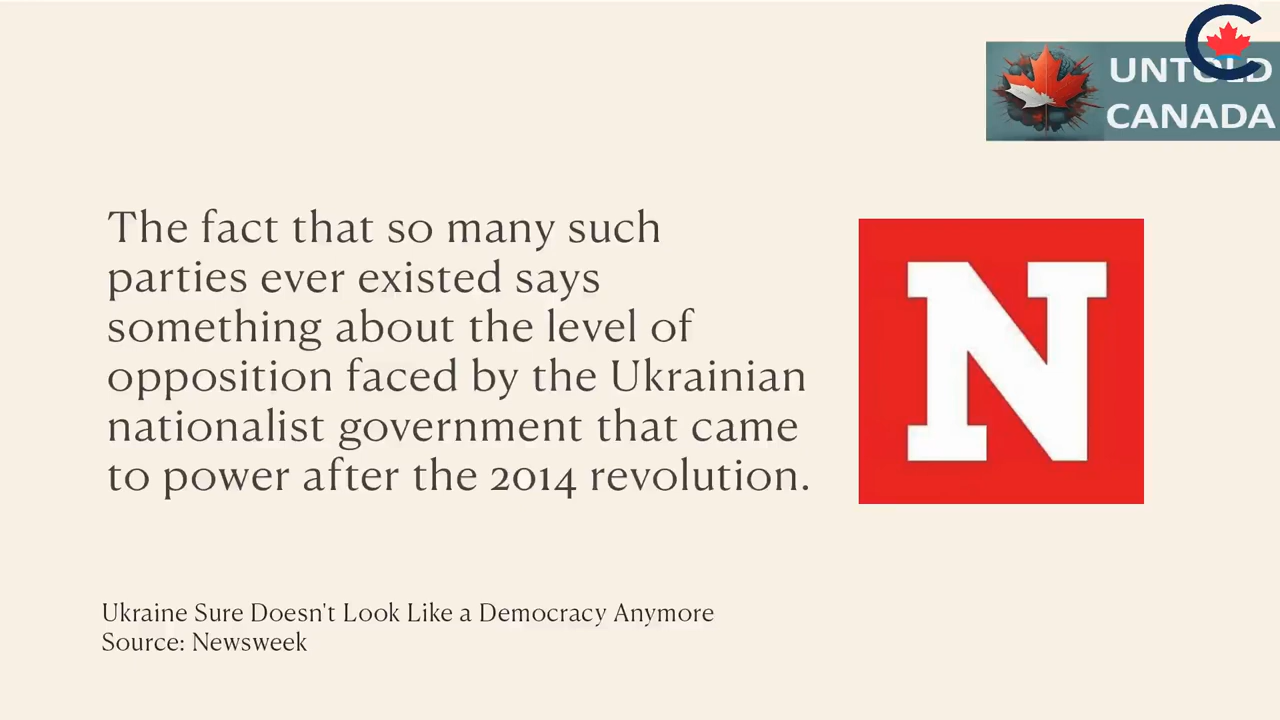 UNTOLD
CANADA
The fact that so many such
parties ever existed says
something about the level of
opposition faced by the Ukrainian
nationalist government that came
to power after the 2014 revolution.
N
Ukraine Sure Doesn't Look Like a Democracy Anymore
Source: Newsweek